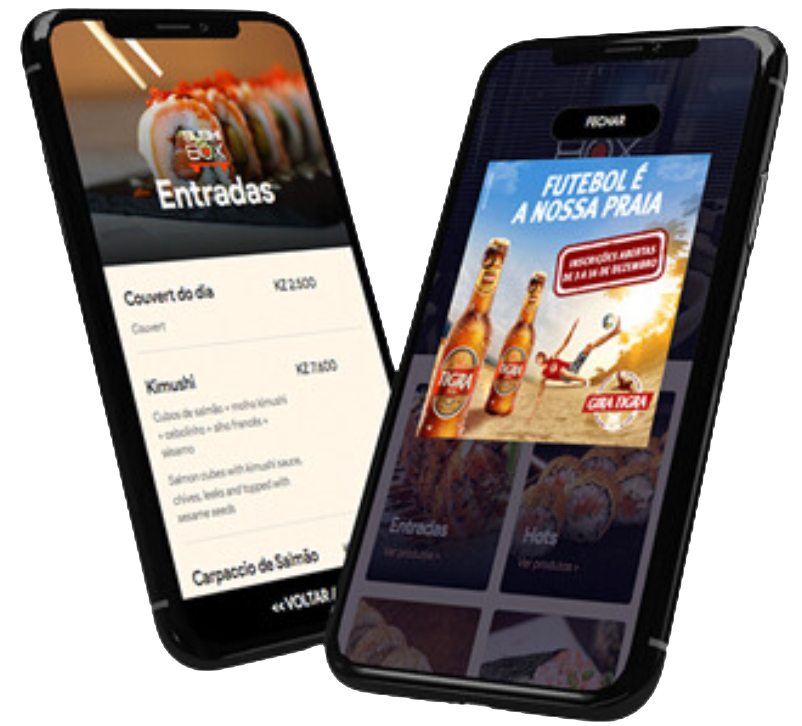 BOX
Entradas
Couvert do dia
KZ 2.500
Couvert
Kimushi
KZ 7.600
Cubos de salmão + molho kimushi
+ cebolinho + alho francês +
sésamo
Salmon cubes with kimushi sauce,
chives, leeks and topped with
sesame seeds
Carpaccio de Salmão
<<VOLTAR
FECHAR
BOX
FUTEBOL É
A NOSSA PRAIA
INSCRIÇÕES ABERTAS
DE 3 A 14 DE DEZEMBRO
TIGRA
TIGRA
GIRA TIGRA
Entradas
Ver produtos >
Hots
Ver produtos >